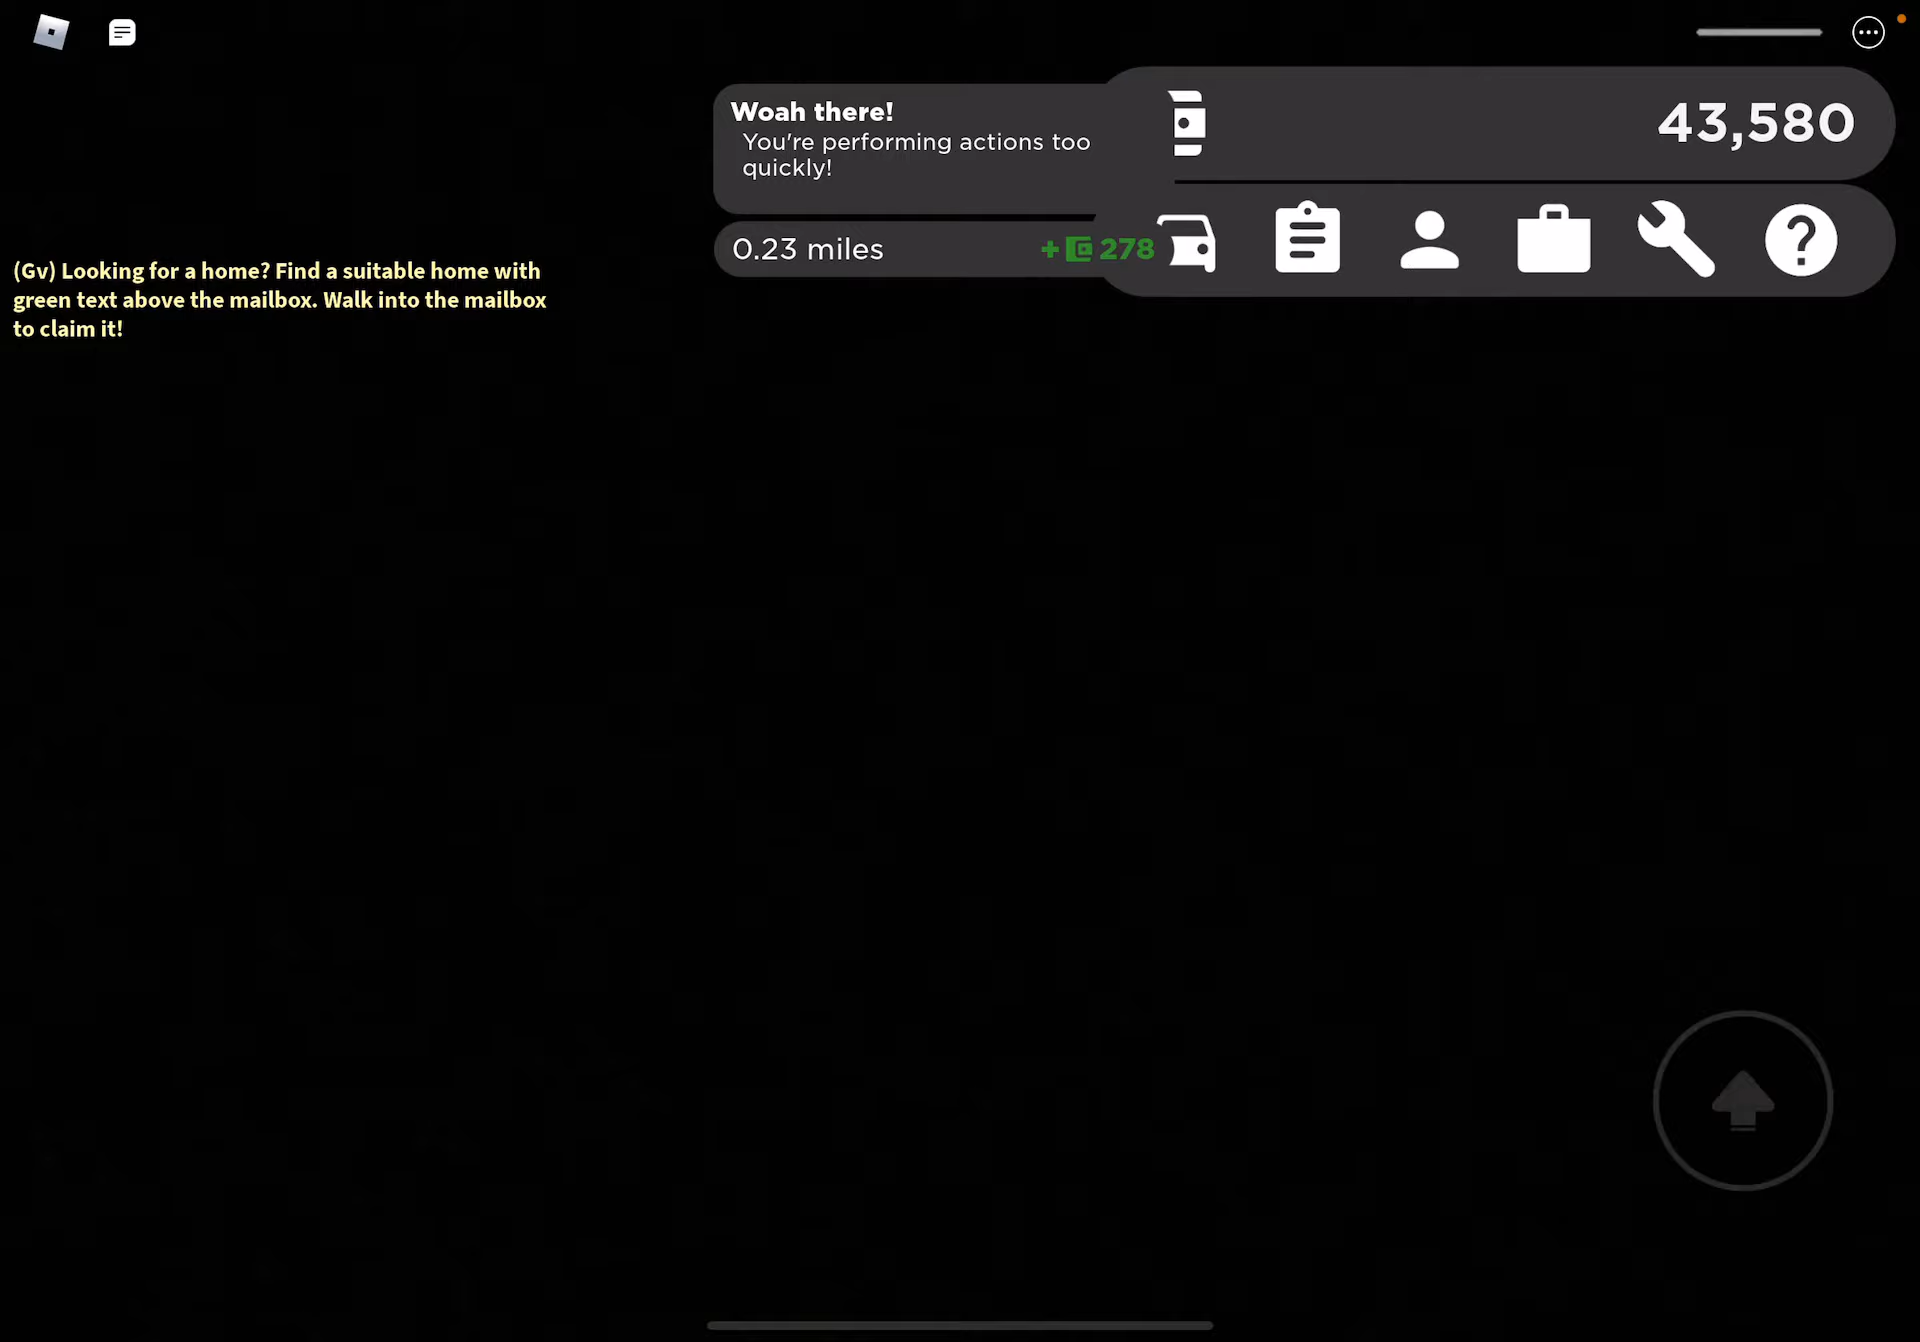 43,580
Woah there!
You're performing actions too
quickly!
0.23 miles
+ 278
(Gv) Looking for a home? Find a suitable home with
green text above the mailbox. Walk into the mailbox
to claim it!